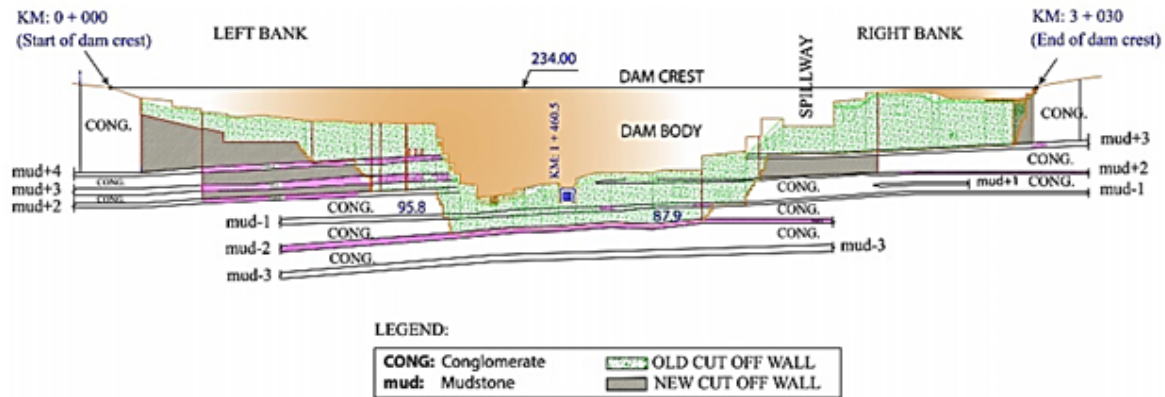 KM: 0 + 000
(Start of dam crest)
LEFT BANK
234.00
DAM CREST
SPILLWAY
RIGHT BANK
KM: 3 + 030
(End of dam crest)
CONG.
DAM BODY
KM: 1 + 460.5
CONG.
mud+3
CONG.
mud+4
CONG.
mud+3
CONG.
mud+2
mud+2
mud+1
CONG.
mud-1
CONG.
95.8
87.9
CONG.
mud-1
CONG.
CONG.
mud-2
CONG.
mud-3
mud-3
LEGEND:
CONG: Conglomerate
mud: Mudstone
OLD CUT OFF WALL
NEW CUT OFF WALL